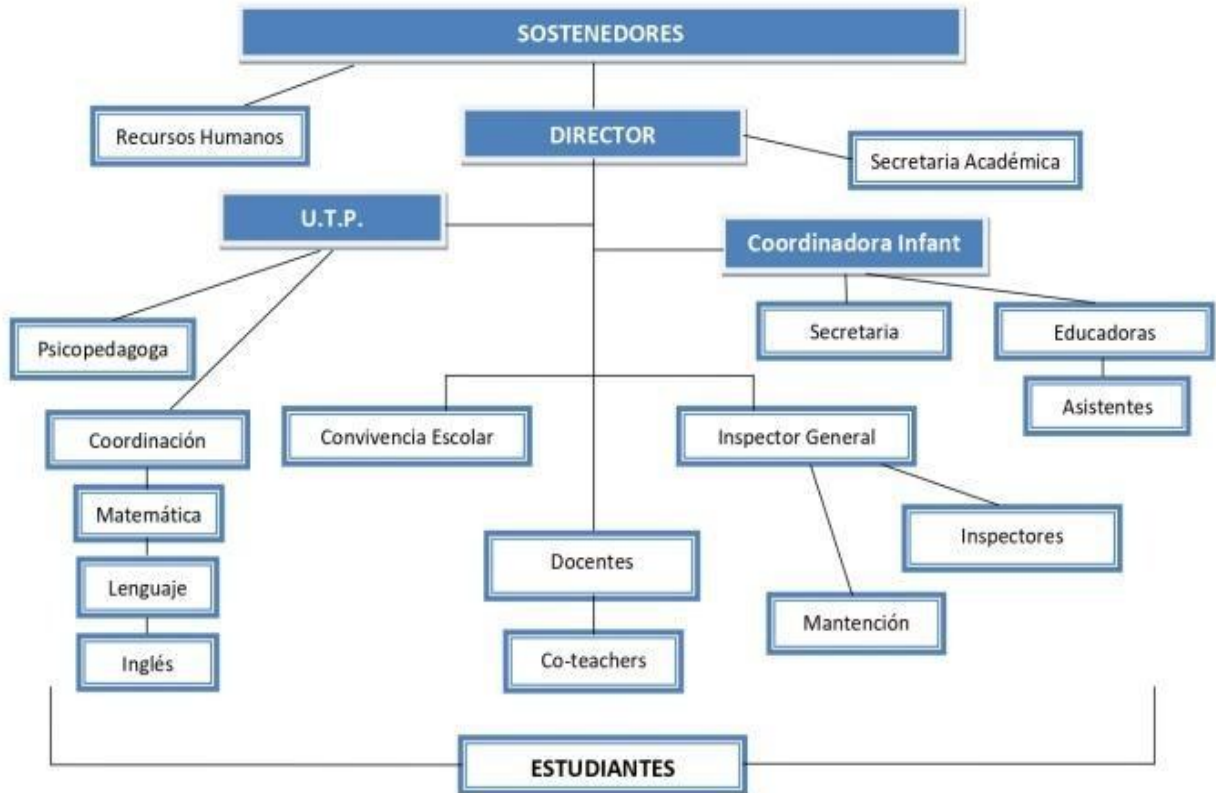 SOSTENEDORES
Recursos Humanos
DIRECTOR
Secretaria Académica
U.T.P.
Coordinadora Infant
Psicopedagoga
Secretaria
Educadoras
Asistentes
Coordinación
Convivencia Escolar
Inspector General
Matemática
Inspectores
Docentes
Lenguaje
Mantención
Co-teachers
Inglés
ESTUDIANTES